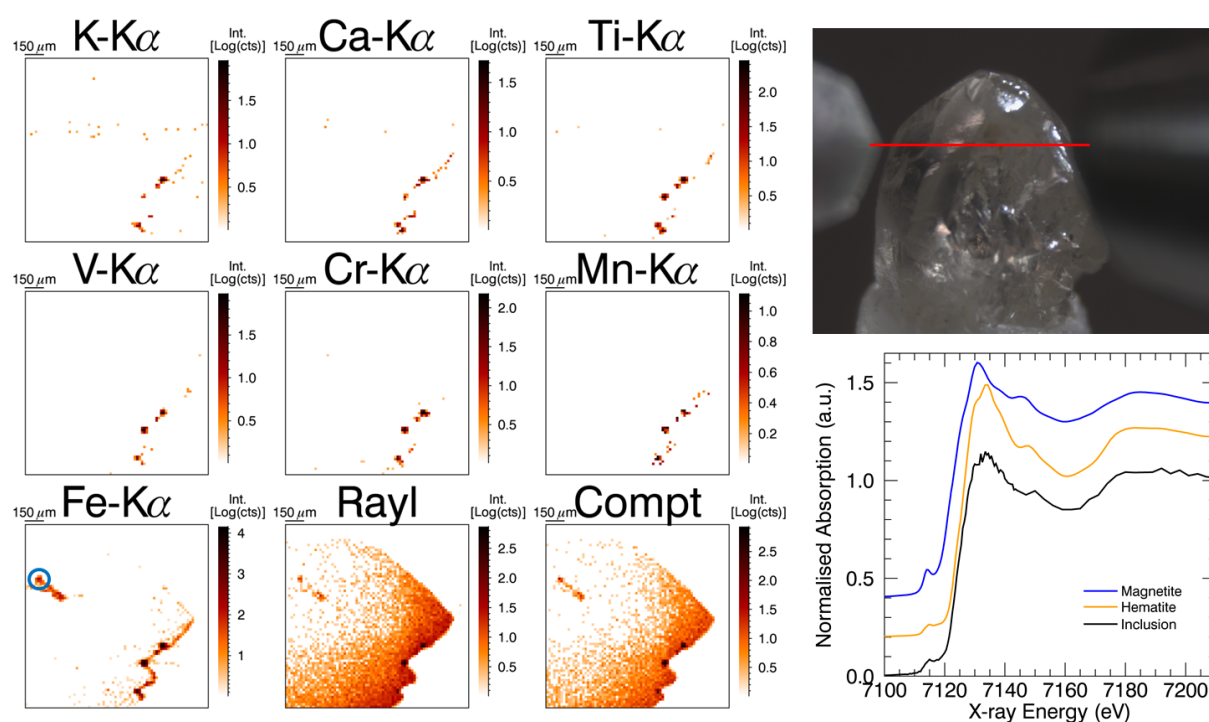 K-Kα
150 μm
Int.
[Log(cts)]
1.5
1.0
0.5
Ca-Kα
150 μm
Int.
[Log(cts)]
1.5
1.0
0.5
Ti-Kα
150 μm
Int.
[Log(cts)]
2.0
1.5
1.0
0.5
V-Kα
150 μm
Int.
[Log(cts)]
1.5
1.0
0.5
Cr-Kα
150 μm
Int.
[Log(cts)]
2.0
1.5
1.0
0.5
Mn-Kα
150 μm
Int.
[Log(cts)]
1.0
0.8
0.6
0.4
0.2
Fe-Kα
150 μm
Int.
[Log(cts)]
4
3
2
1
Rayl
150 μm
Int.
[Log(cts)]
2.5
2.0
1.5
1.0
0.5
Compt
150 μm
Int.
[Log(cts)]
2.5
2.0
1.5
1.0
0.5
Normalised Absorption (a.u.)
1.5
1.0
0.5
0.0
Magnetite
Hematite
Inclusion
7100 7120 7140 7160 7180 7200
X-ray Energy (eV)